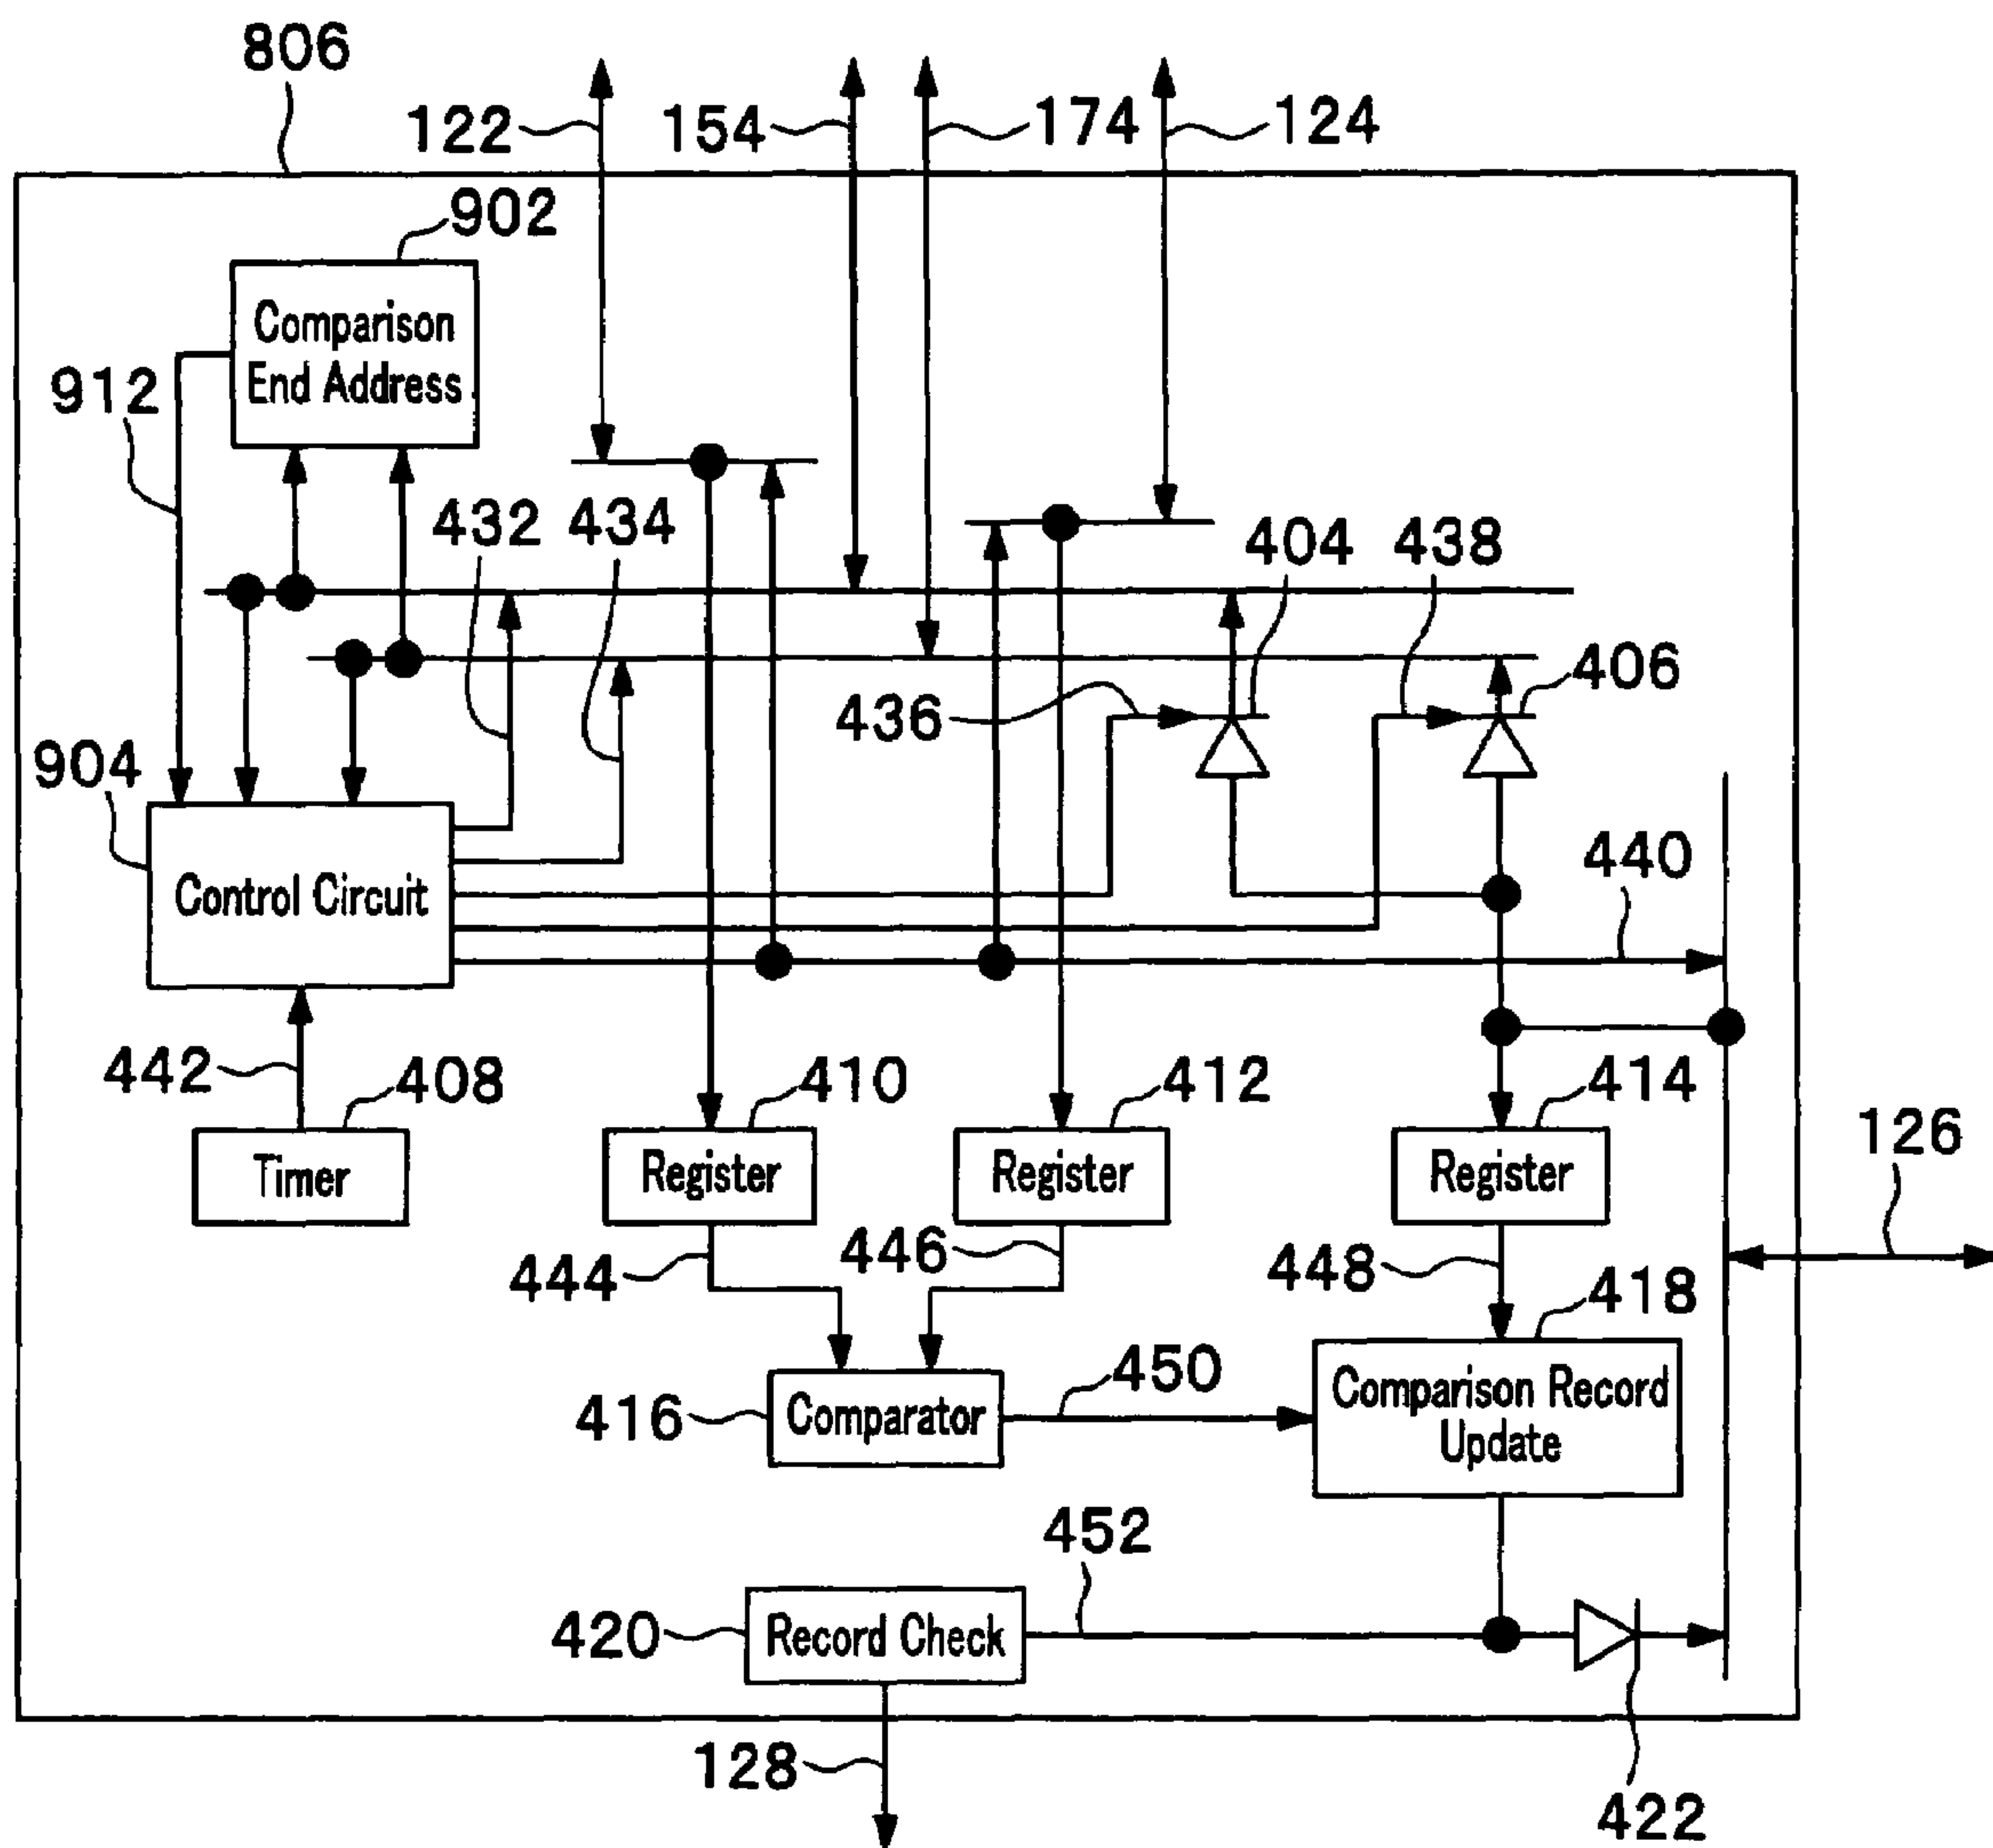 806
122
154
174
124
902
Comparison
End Address
912
432
434
404
438
436
406
904
Control Circuit
440
442
408
410
412
414
126
Timer
Register
Register
Register
444
446
448
418
416
Comparator
450
Comparison Record
Update
452
420
Record Check
128
422